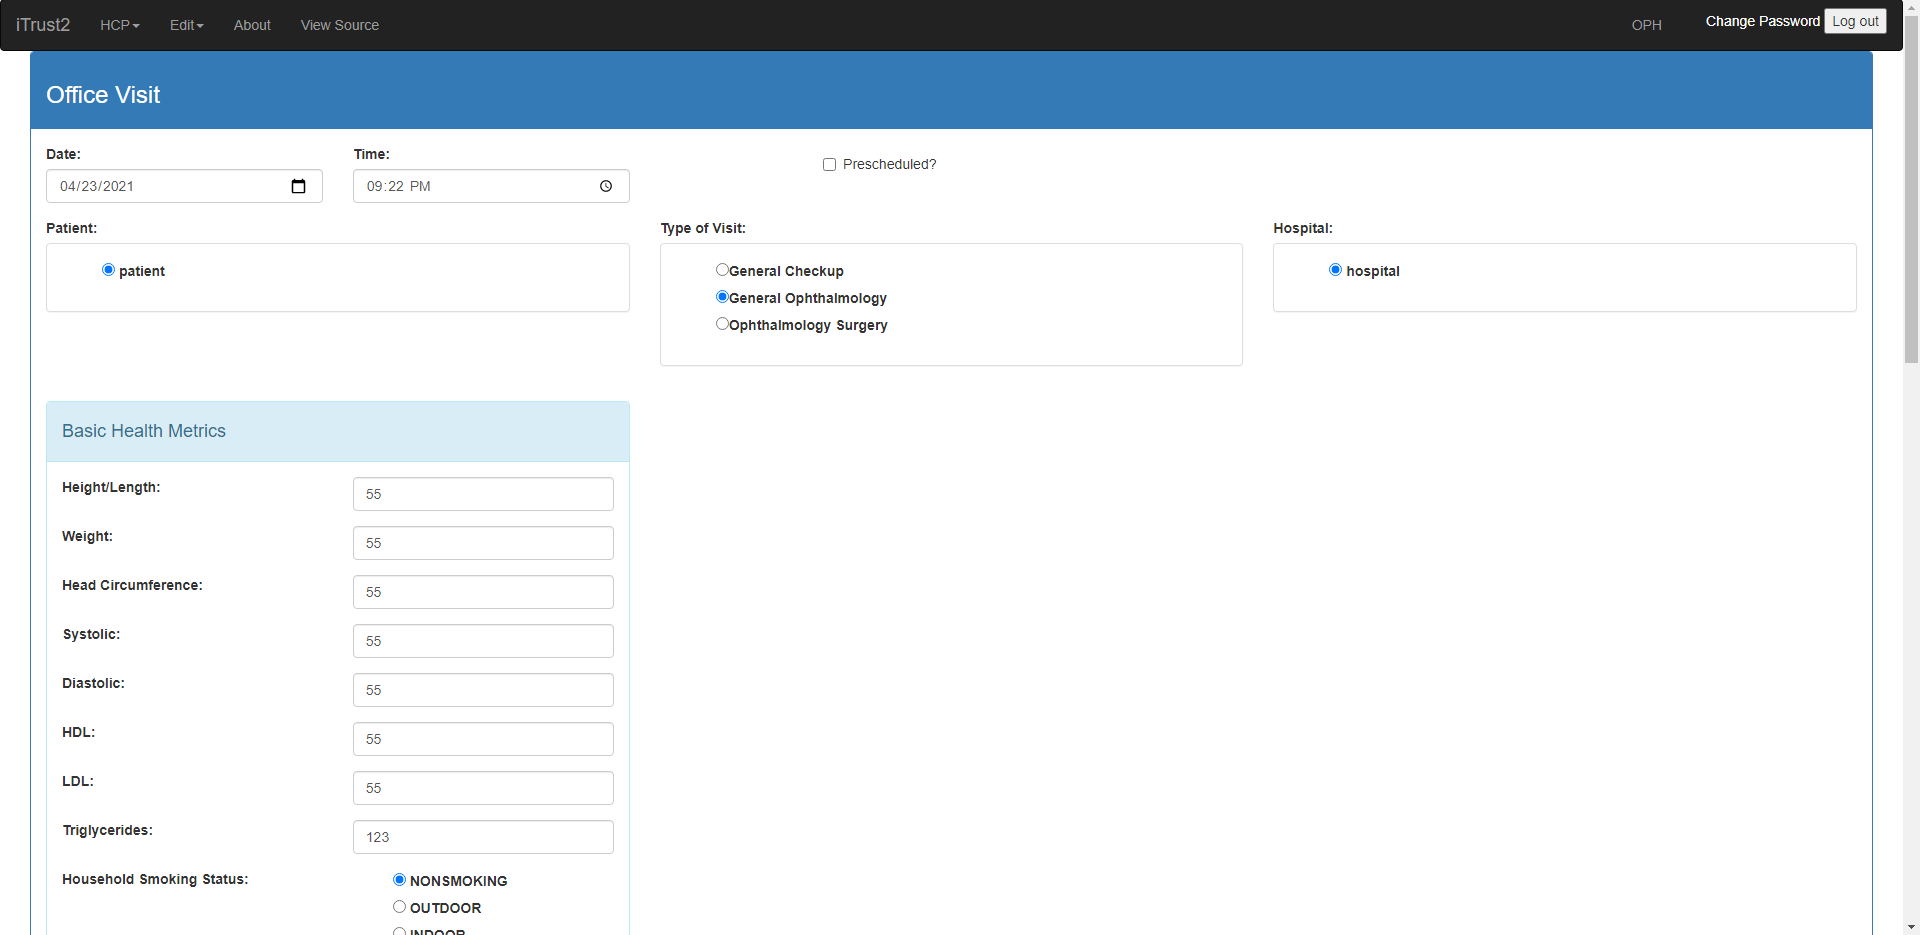 iTrust2 HCP Edit About View Source OPH Change Password Log out
Office Visit
Date: Time:
Prescheduled?
04/23/2021 09:22 PM
Patient: Type of Visit: Hospital:
patient General Checkup hospital
General Ophthalmology
Ophthalmology Surgery
Basic Health Metrics
Height/Length: 55
Weight: 55
Head Circumference: 55
Systolic: 55
Diastolic: 55
HDL: 55
LDL: 55
Triglycerides: 123
Household Smoking Status: NONSMOKING
OUTDOOR
INDOOR